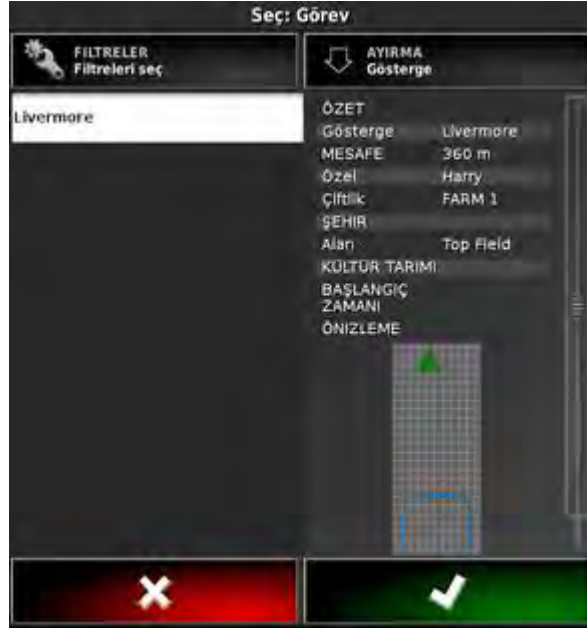 Seç: Görev
FILTRELER
Filtreleri seç
AYIRMA
Gösterge
Livermore
ÖZET
Gösterge Livermore
MESAFE 360 m
Özel Harry
Çiftlik FARM 1
ŞEHIR
Alan Top Field
KÜLTÜR TARIMI
BAŞLANGIÇ
ZAMANI
ÖNIZLEME